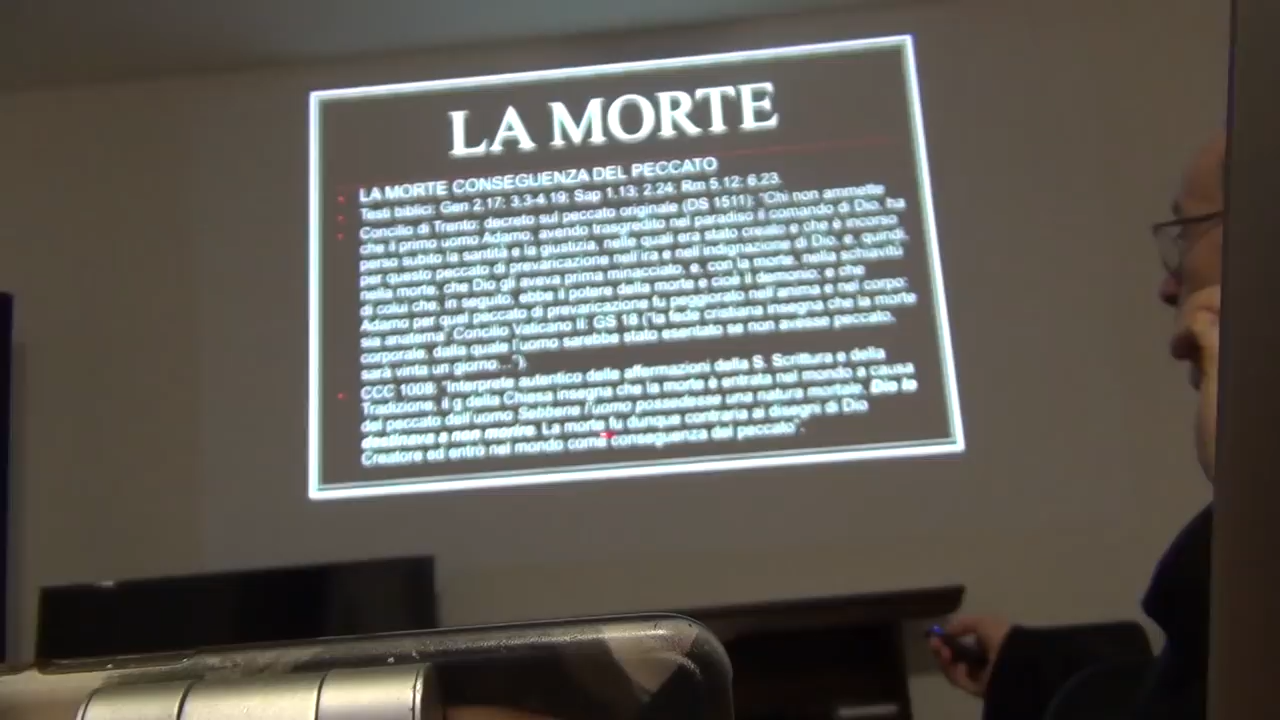 LA MORTE
LA MORTE CONSEGUENZA DEL PECCATO
Testi biblici: Gen 2,17; 3,3-4.19; Sap 1,13; 2,24; Rm 5,12; 6,23.
Concilio di Trento: decreto sul peccato originale (DS 1511): "Chi non ammette
che il primo uomo Adamo, avendo trasgredito nel paradiso il comando di Dio, ha
perso subito la santità e la giustizia, nelle quali era stato creato e che è incorso
per questo peccato di prevaricazione nell'ira e nell'indignazione di Dio, e, quindi,
nella morte, che Dio gli aveva prima minacciato, e, con la morte, nella schiavitù
di colui che, in seguito, ebbe il potere della morte e cioè il demonio; e che
Adamo per quel peccato di prevaricazione fu peggiorato nell'anima e nel corpo:
sia anatema" Concilio Vaticano II: GS 18 ("la fede cristiana insegna che la morte
corporale, dalla quale l'uomo sarebbe stato esentato se non avesse peccato,
sarà vinta un giorno…").
CCC 1008: "Interprete autentico delle affermazioni della S. Scrittura e della
Tradizione, il g della Chiesa insegna che la morte è entrata nel mondo a causa
del peccato dell'uomo Sebbene l'uomo possedesse una natura mortale, Dio lo
destinava a non morire. La morte fu dunque contraria ai disegni di Dio
Creatore ed entrò nel mondo come conseguenza del peccato".